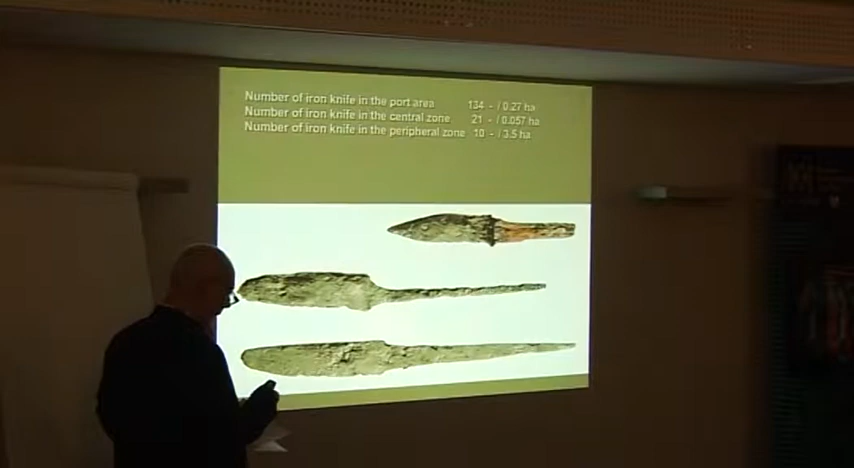 Number of iron knife in the port area 134 - / 0.27 ha
Number of iron knife in the central zone 21 - / 0.057 ha
Number of iron knife in the peripheral zone 10 - / 3.5 ha